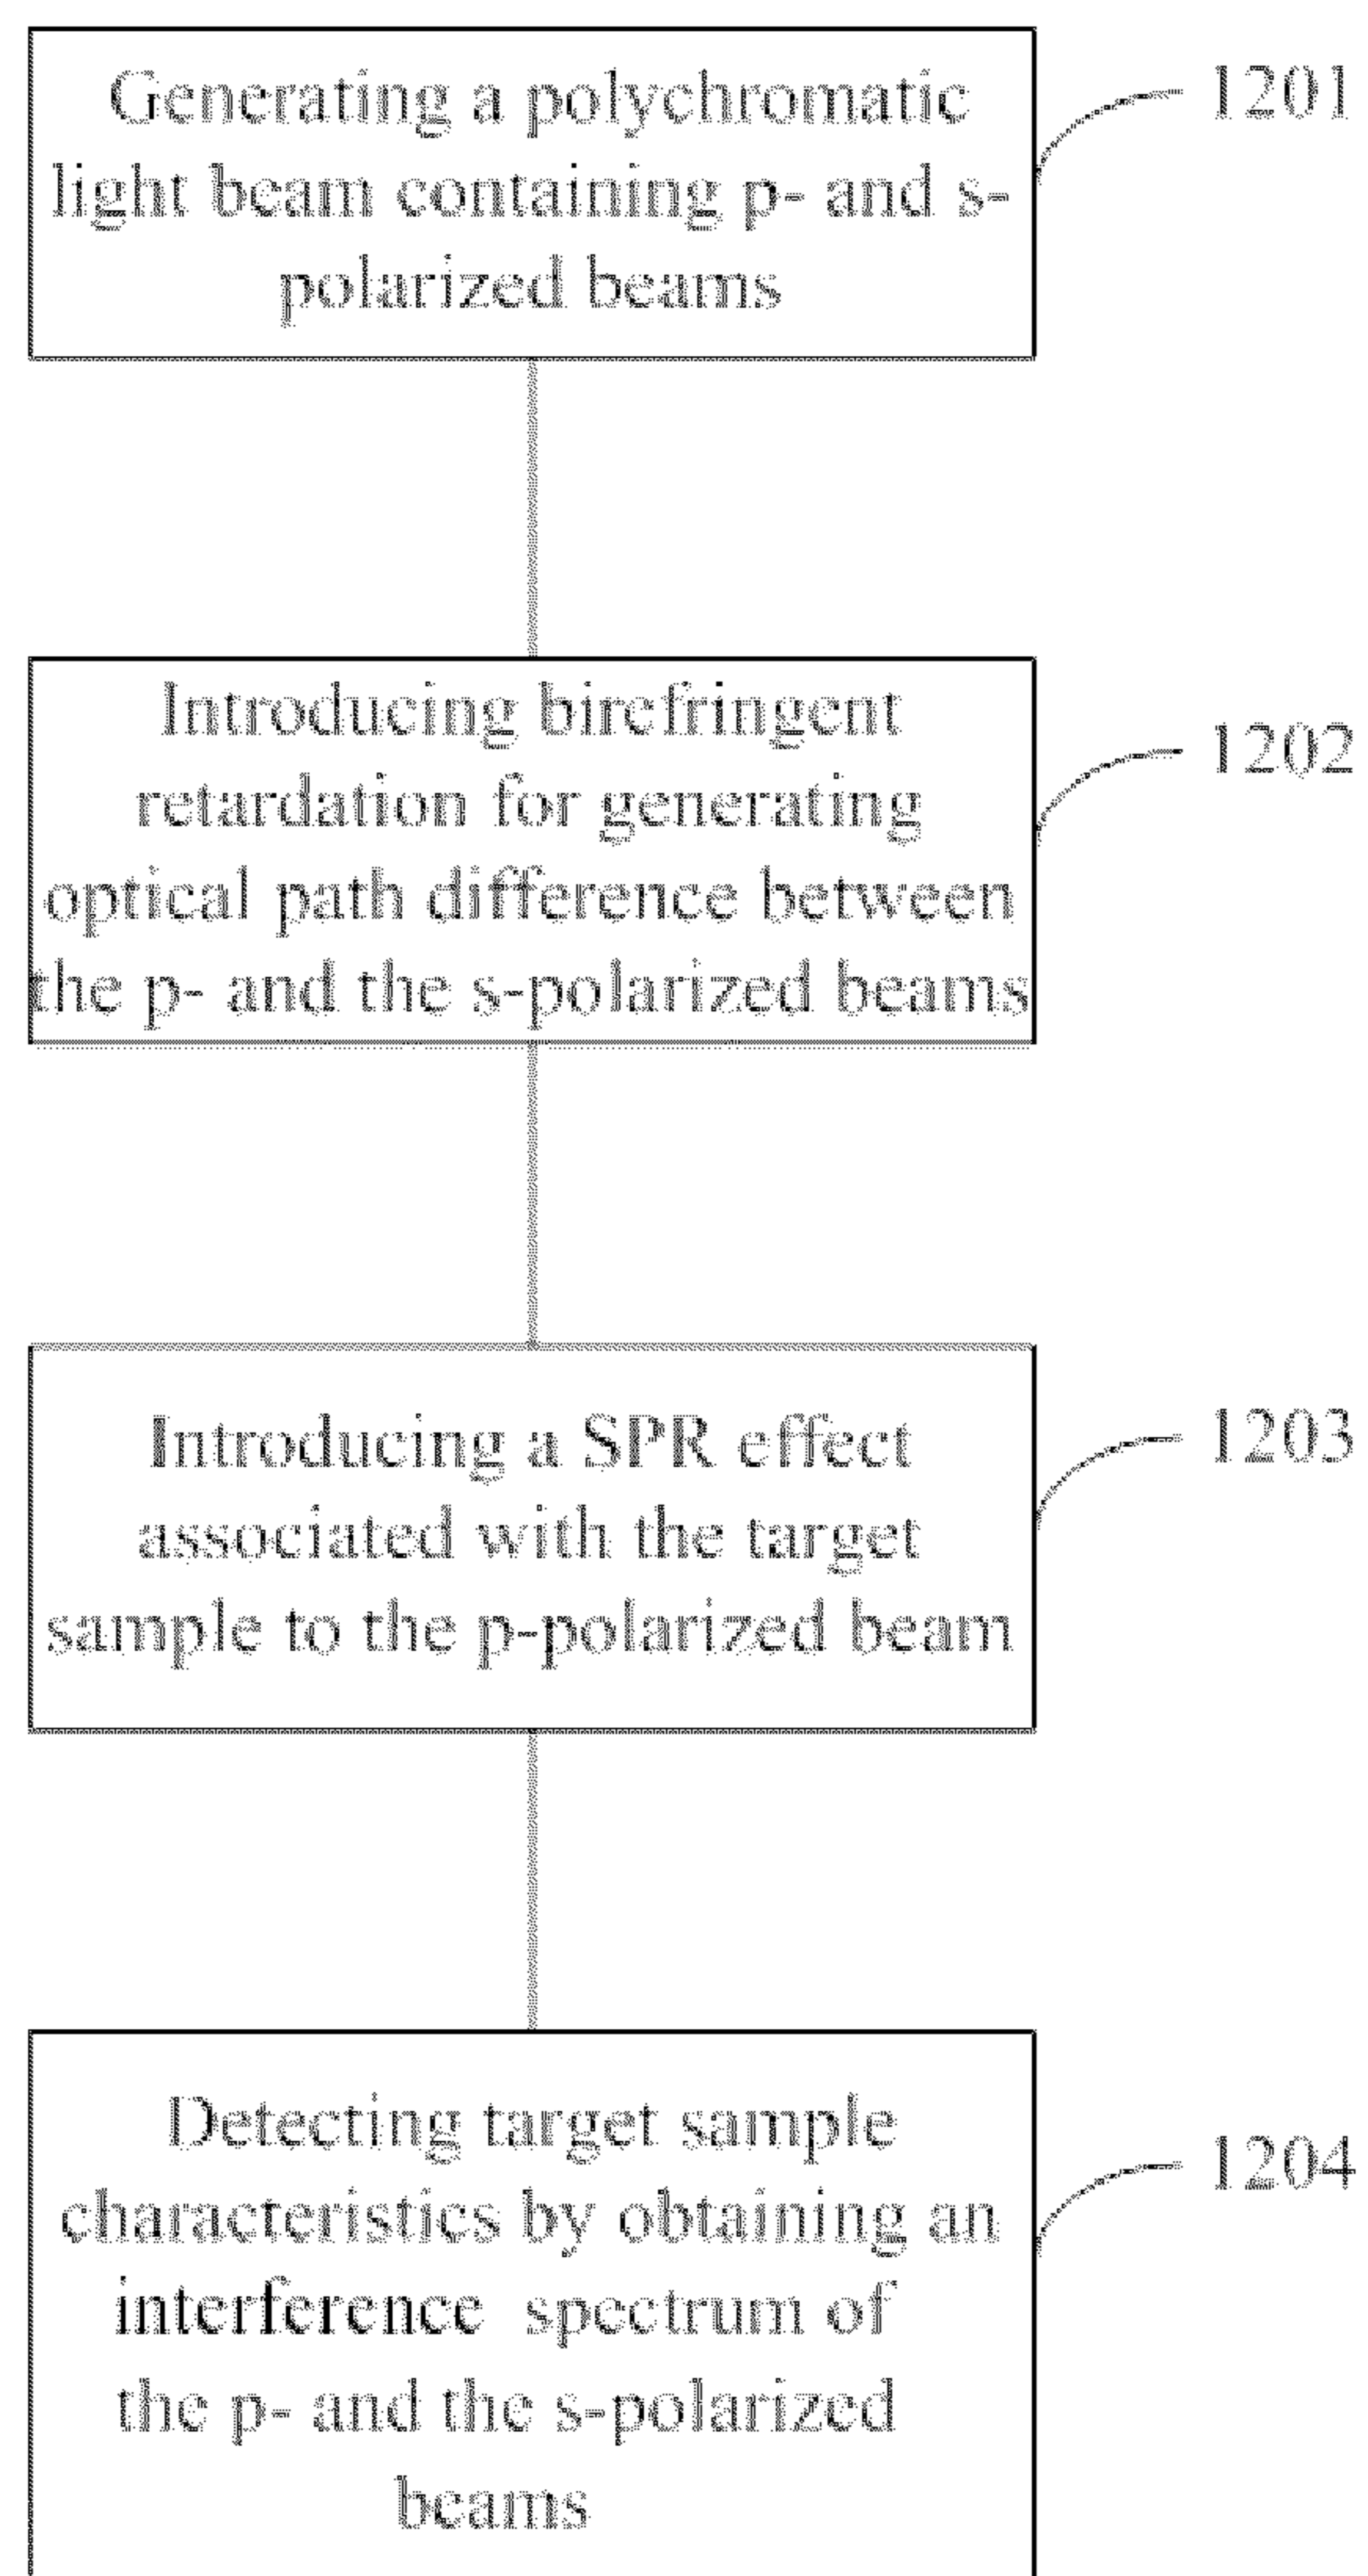 Generating a polychromatic
light beam containing p- and s-
polarized beams
1201
Introducing birefringent
retardation for generating
optical path difference between
the p- and the s-polarized beams
1202
Introducing a SPR effect
associated with the target
sample to the p-polarized beam
1203
Detecting target sample
characteristics by obtaining an
interference spectrum of
the p- and the s-polarized
beams
1204